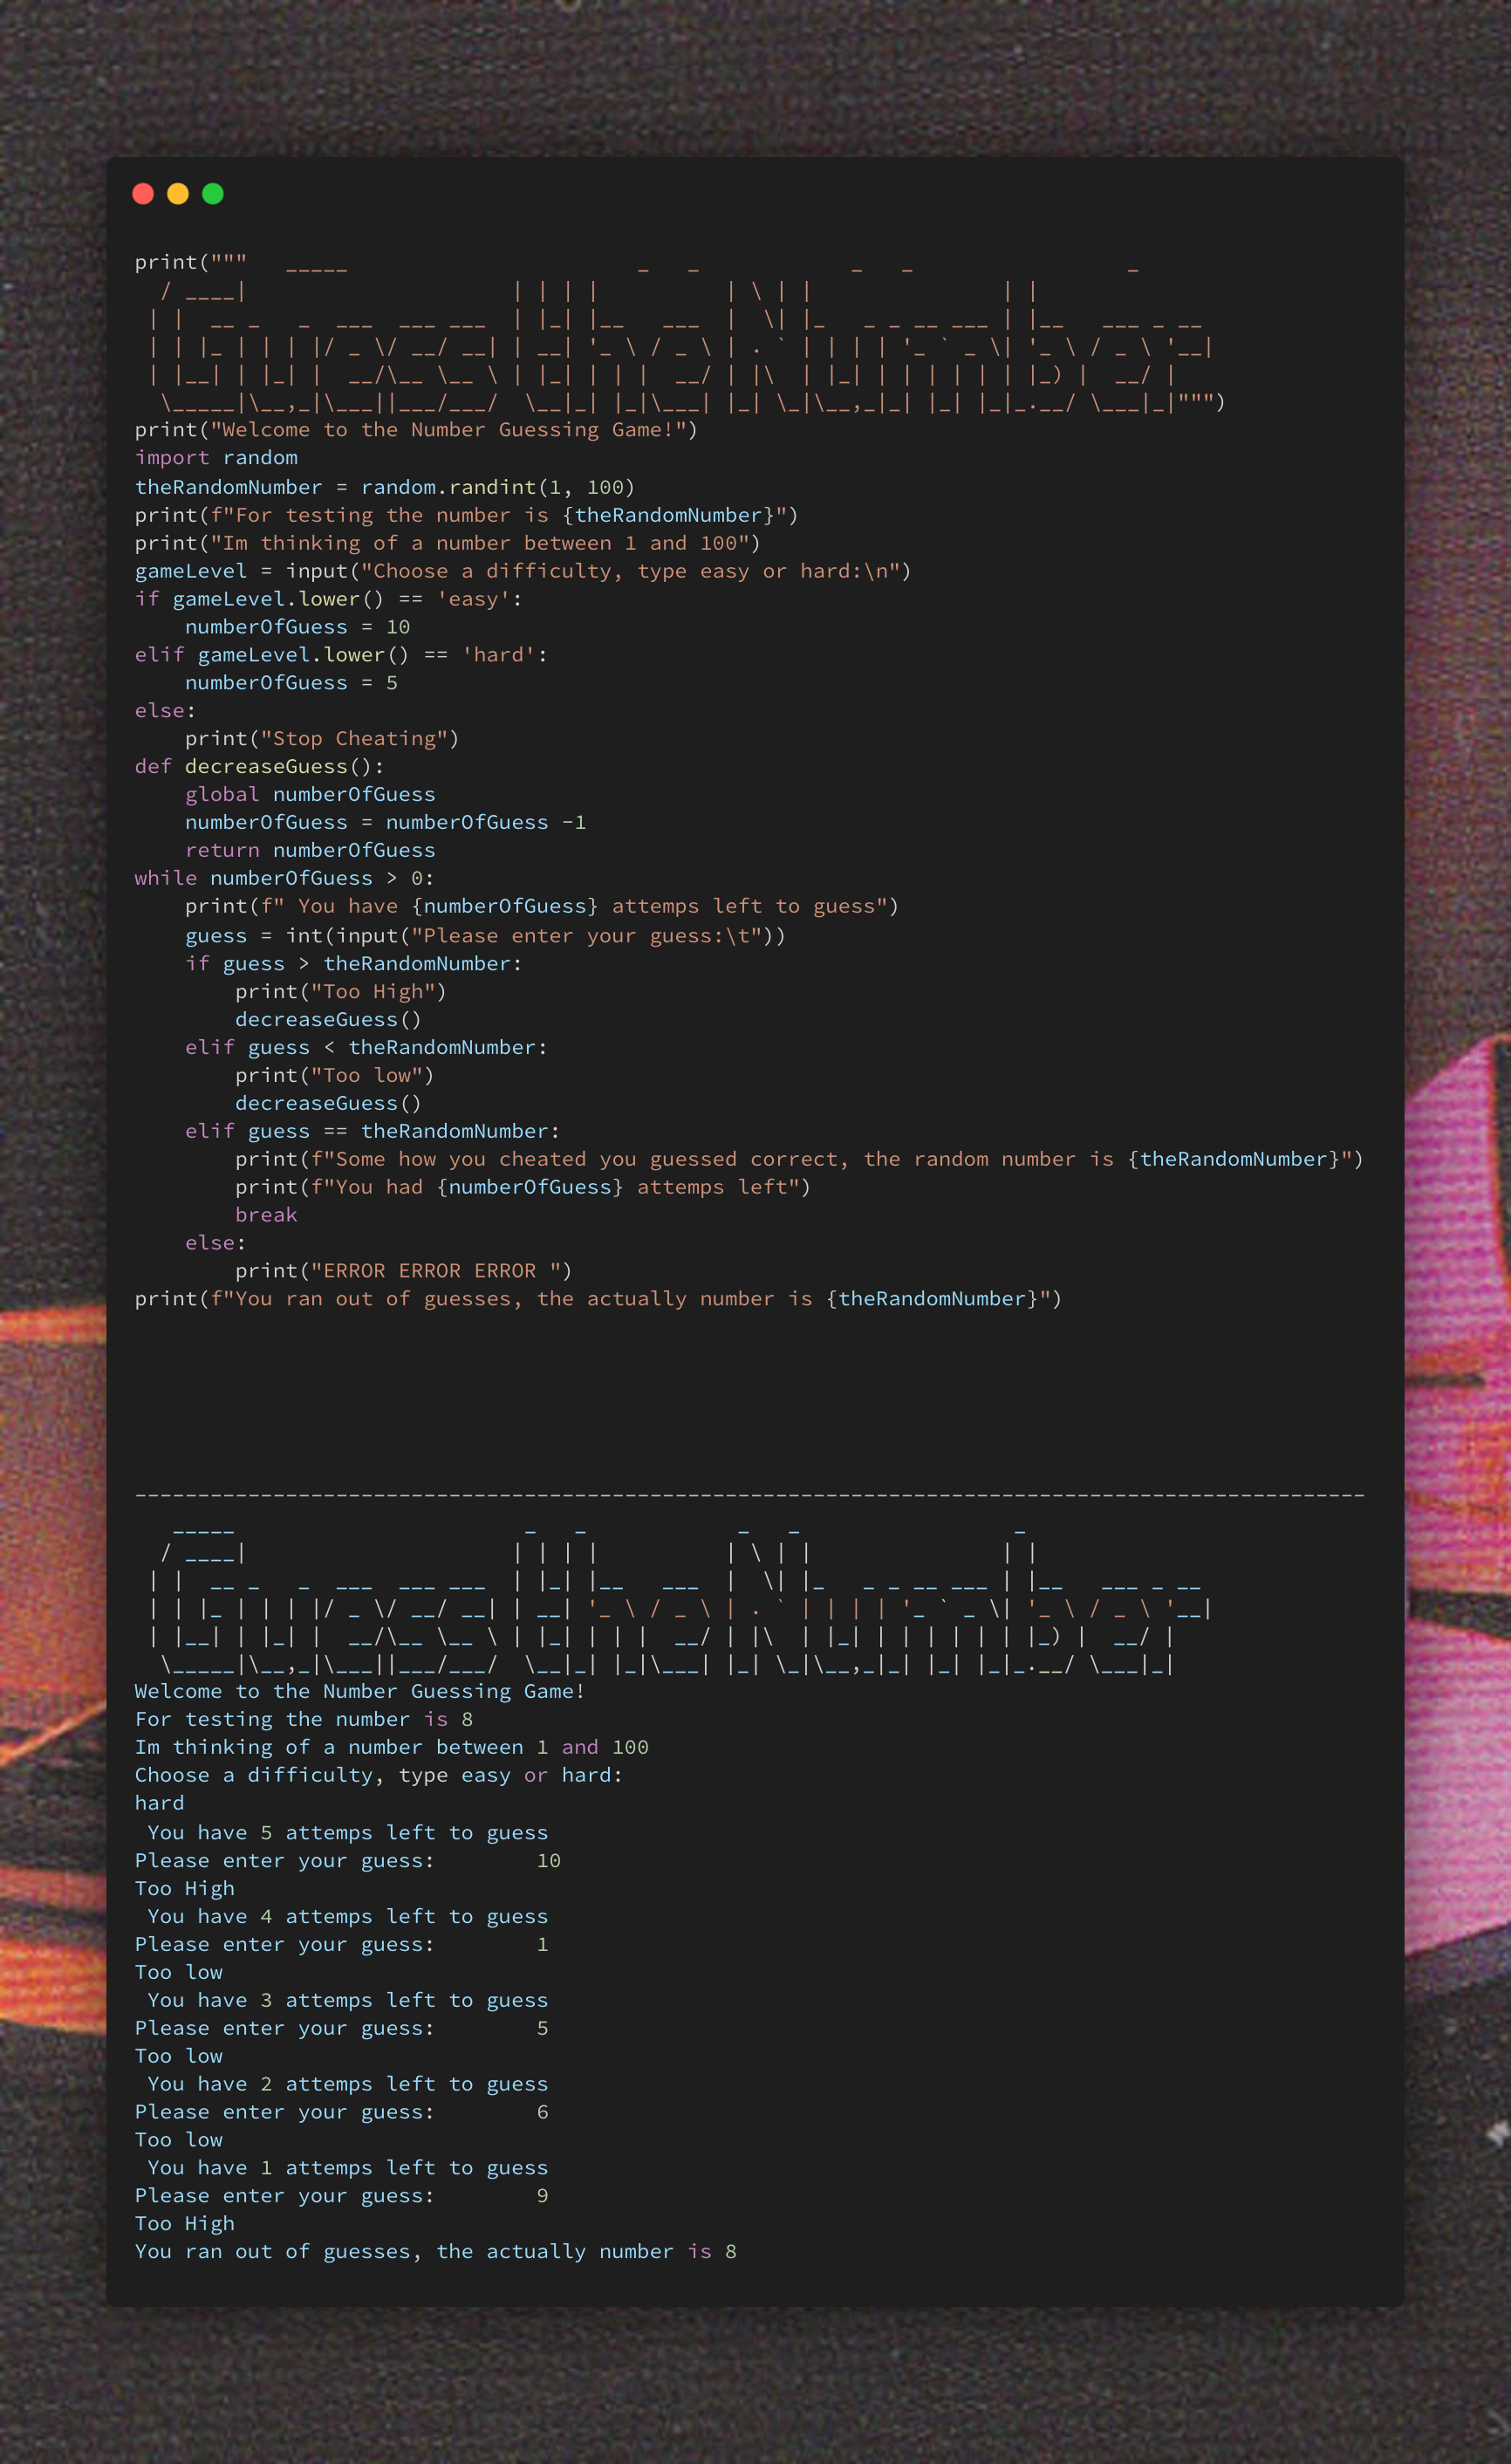 print("""   _____                       _   _            _   _                 _
  / ____|                     | | | |          | \ | |               | |
 | |  __ _   _  ___  ___ ___  | |_| |__   ___  |  \| |_   _ _ __ ___ | |__   ___ _ __
 | | |_ | | | |/ _ \/ __/ __| | __| '_ \ / _ \ | . ` | | | | '_ ` _ \| '_ \ / _ \ '__|
 | |__| | |_| |  __/\__ \__ \ | |_| | | |  __/ | |\  | |_| | | | | | | |_) |  __/ |
  \_____|\__,_|\___||___/___/  \__|_| |_|\___| |_| \_|\__,_|_| |_| |_|_.__/ \___|_|""")
print("Welcome to the Number Guessing Game!")
import random
theRandomNumber = random.randint(1, 100)
print(f"For testing the number is {theRandomNumber}")
print("Im thinking of a number between 1 and 100")
gameLevel = input("Choose a difficulty, type easy or hard:\n")
if gameLevel.lower() == 'easy':
    numberOfGuess = 10
elif gameLevel.lower() == 'hard':
    numberOfGuess = 5
else:
    print("Stop Cheating")
def decreaseGuess():
    global numberOfGuess
    numberOfGuess = numberOfGuess -1
    return numberOfGuess
while numberOfGuess > 0:
    print(f" You have {numberOfGuess} attemps left to guess")
    guess = int(input("Please enter your guess:\t"))
    if guess > theRandomNumber:
        print("Too High")
        decreaseGuess()
    elif guess < theRandomNumber:
        print("Too low")
        decreaseGuess()
    elif guess == theRandomNumber:
        print(f"Some how you cheated you guessed correct, the random number is {theRandomNumber}")
        print(f"You had {numberOfGuess} attemps left")
        break
    else:
        print("ERROR ERROR ERROR ")
print(f"You ran out of guesses, the actually number is {theRandomNumber}")
--------------------------------------------------------------------------------------------------
   _____                       _   _            _   _                 _
  / ____|                     | | | |          | \ | |               | |
 | |  __ _   _  ___  ___ ___  | |_| |__   ___  |  \| |_   _ _ __ ___ | |__   ___ _ __
 | | |_ | | | |/ _ \/ __/ __| | __| '_ \ / _ \ | . ` | | | | '_ ` _ \| '_ \ / _ \ '__|
 | |__| | |_| |  __/\__ \__ \ | |_| | | |  __/ | |\  | |_| | | | | | | |_) |  __/ |
  \_____|\__,_|\___||___/___/  \__|_| |_|\___| |_| \_|\__,_|_| |_| |_|_.__/ \___|_|
Welcome to the Number Guessing Game!
For testing the number is 8
Im thinking of a number between 1 and 100
Choose a difficulty, type easy or hard:
hard
 You have 5 attemps left to guess
Please enter your guess:        10
Too High
 You have 4 attemps left to guess
Please enter your guess:        1
Too low
 You have 3 attemps left to guess
Please enter your guess:        5
Too low
 You have 2 attemps left to guess
Please enter your guess:        6
Too low
 You have 1 attemps left to guess
Please enter your guess:        9
Too High
You ran out of guesses, the actually number is 8